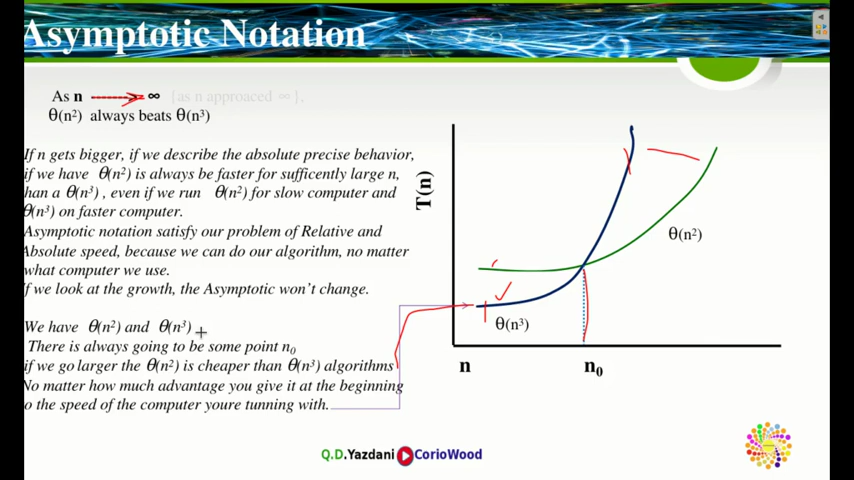 Asymptotic Notation
As n ∞ {as n approaced ∞},
θ(n²) always beats θ(n³)
If n gets bigger, if we describe the absolute precise behavior,
if we have θ(n²) is always be faster for sufficently large n,
han a θ(n³) , even if we run θ(n²) for slow computer and
θ(n³) on faster computer.
Asymptotic notation satisfy our problem of Relative and
Absolute speed, because we can do our algorithm, no matter
what computer we use.
If we look at the growth, the Asymptotic won't change.
We have θ(n²) and θ(n³)
There is always going to be some point n₀
if we go larger the θ(n²) is cheaper than θ(n³) algorithms
No matter how much advantage you give it at the beginning
o the speed of the computer youre tunning with.
T(n)
θ(n²)
θ(n³)
n n₀
Q.D.Yazdani CorioWood